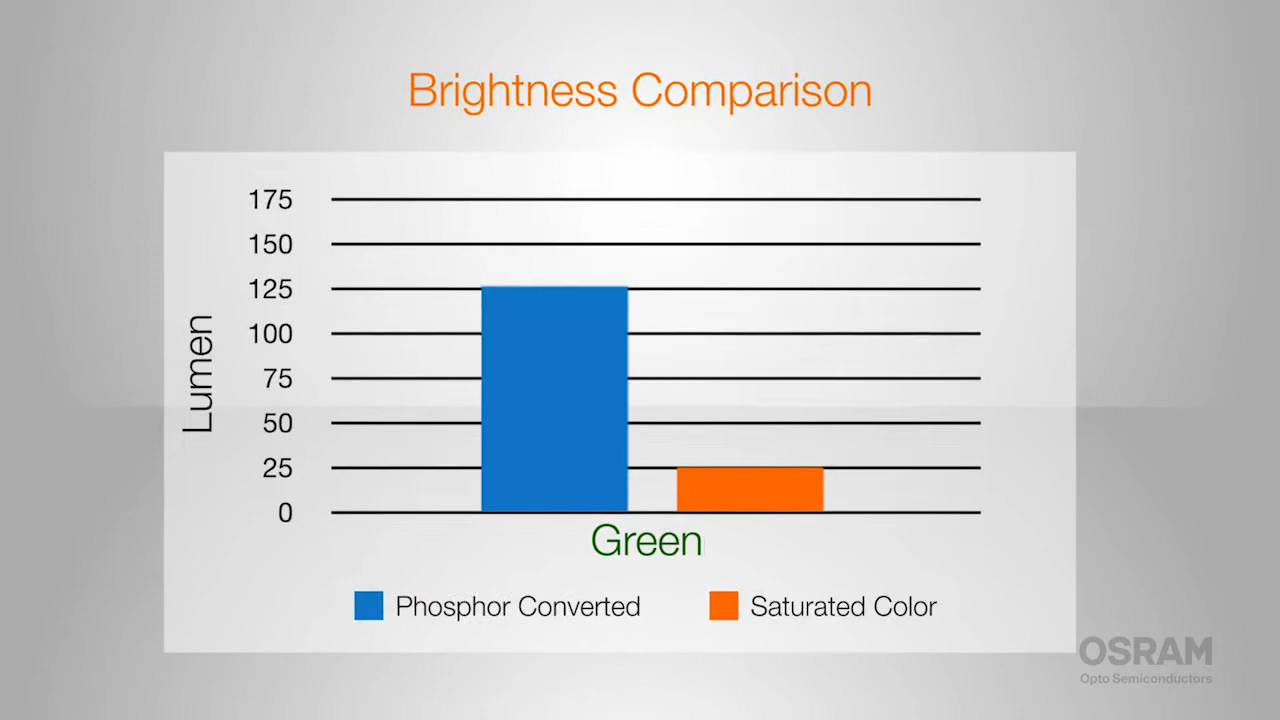 Brightness Comparison
175
150
125
100
75
50
25
0
Lumen
Green
Phosphor Converted
Saturated Color
OSRAM
Opto Semiconductors